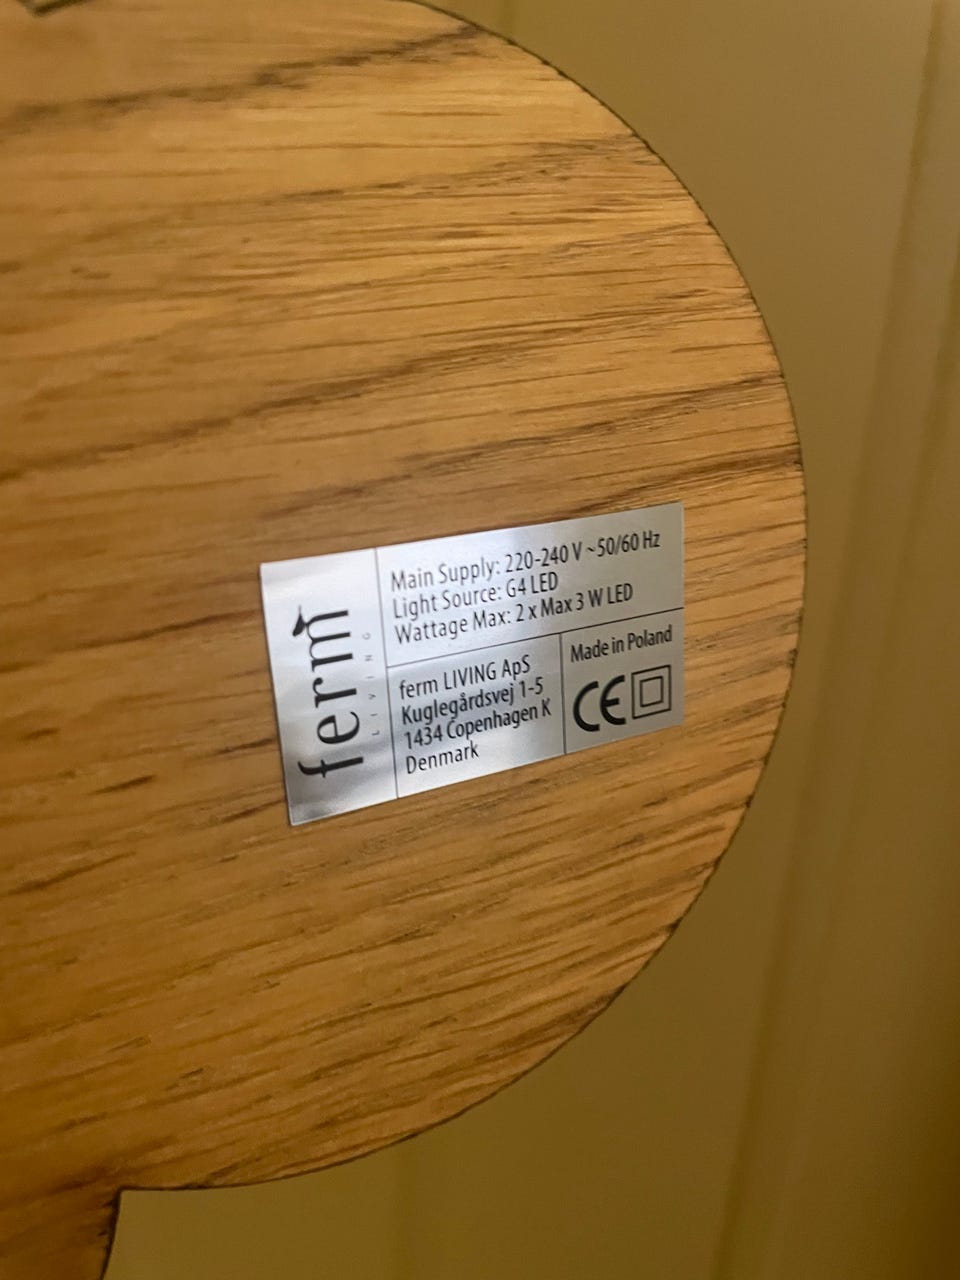 ferm
LIVING
Main Supply: 220-240 V ~50/60 Hz
Light Source: G4 LED
Wattage Max: 2 x Max 3 W LED
ferm LIVING ApS
Kuglegårdsvej 1-5
1434 Copenhagen K
Denmark
Made in Poland
CE